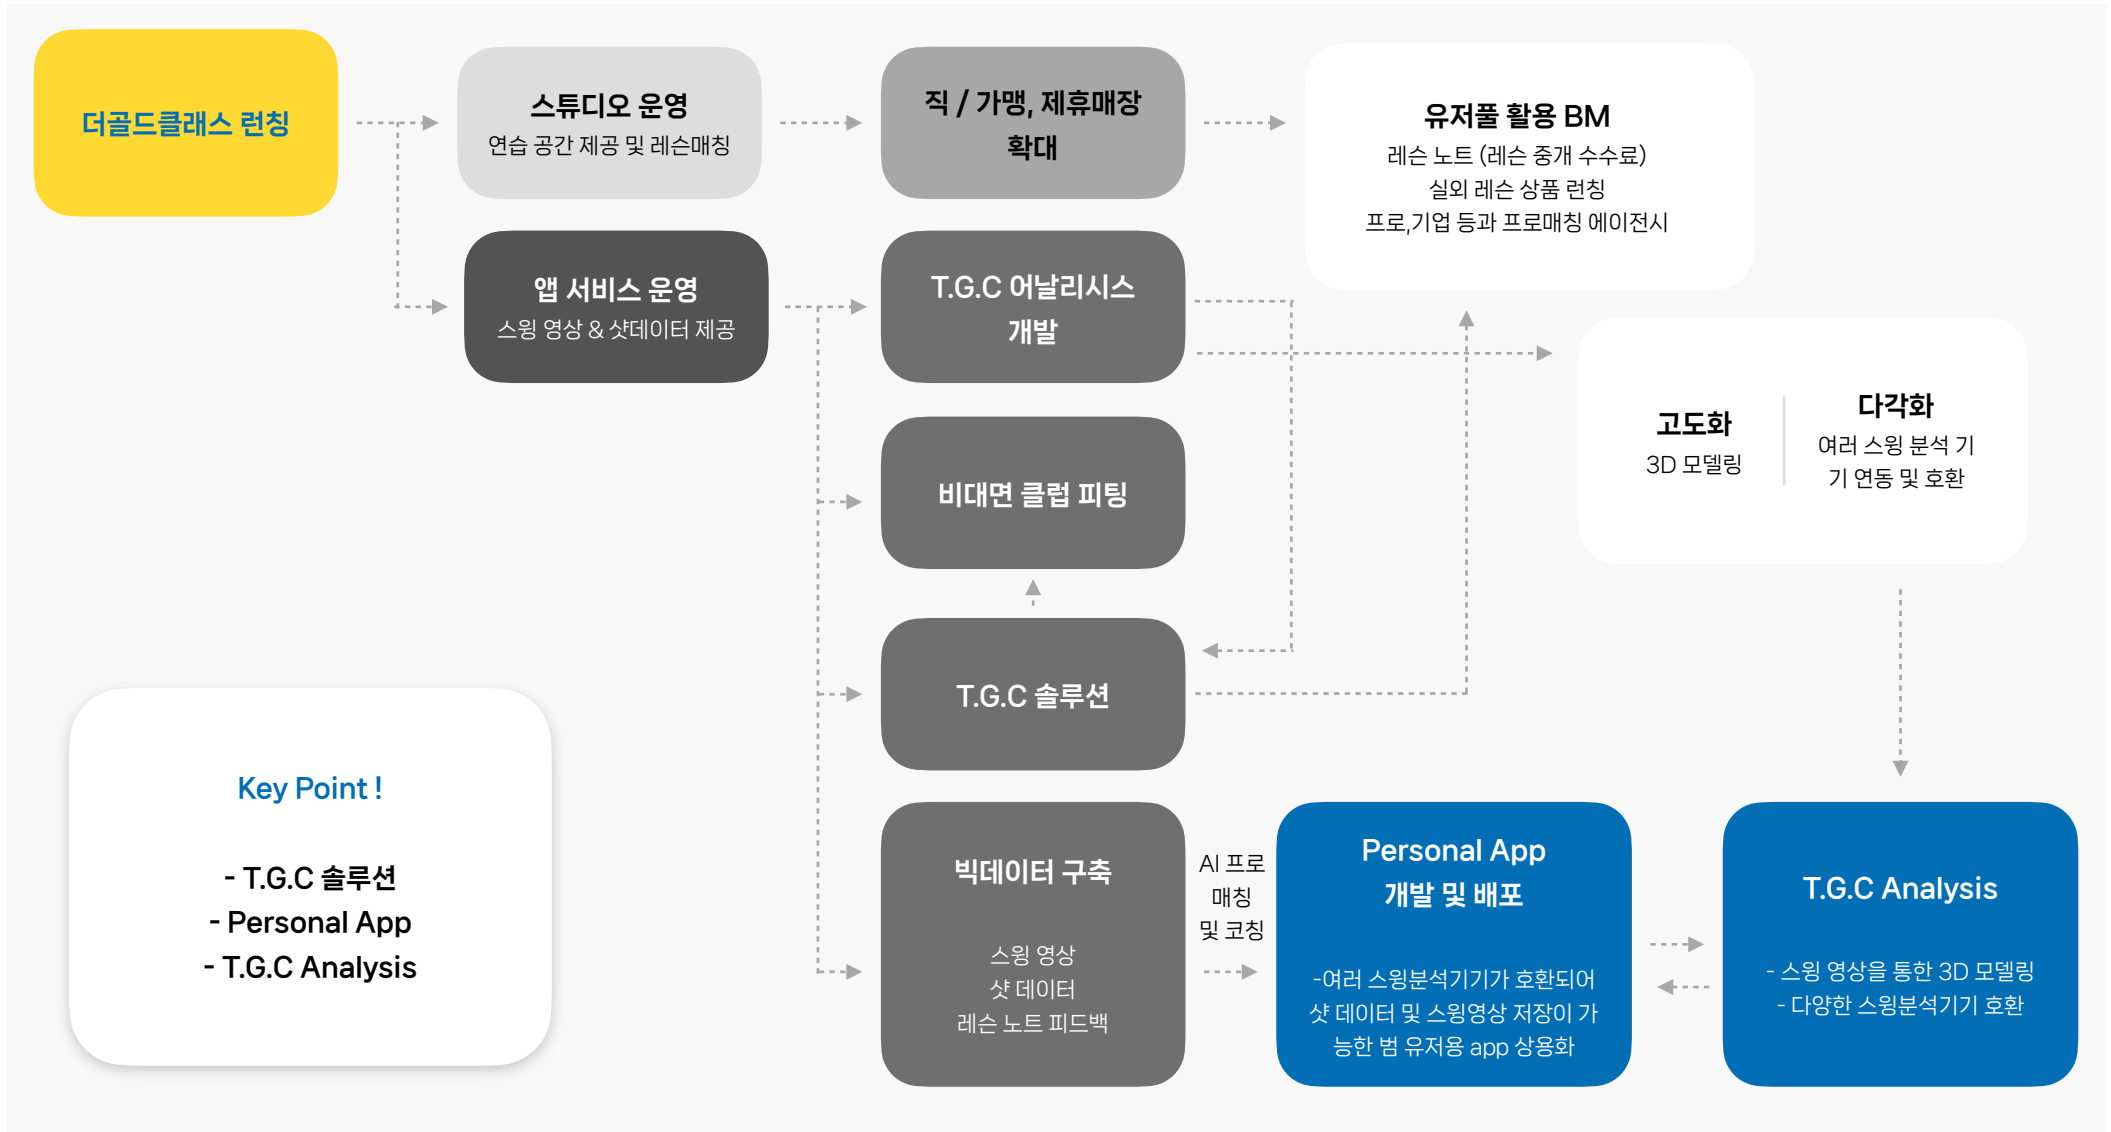 더골드클래스 런칭
스튜디오 운영
연습 공간 제공 및 레슨매칭
직 / 가맹, 제휴매장
확대
유저풀 활용 BM
레슨 노트 (레슨 중개 수수료)
실외 레슨 상품 런칭
프로,기업 등과 프로매칭 에이전시
앱 서비스 운영
스윙 영상 & 샷데이터 제공
T.G.C 어날리시스
개발
고도화
3D 모델링
다각화
여러 스윙 분석 기
기 연동 및 호환
비대면 클럽 피팅
T.G.C 솔루션
Key Point !
- T.G.C 솔루션
- Personal App
- T.G.C Analysis
빅데이터 구축
스윙 영상
샷 데이터
레슨 노트 피드백
AI 프로
매칭
및 코칭
Personal App
개발 및 배포
-여러 스윙분석기기가 호환되어
샷 데이터 및 스윙영상 저장이 가
능한 범 유저용 app 상용화
T.G.C Analysis
- 스윙 영상을 통한 3D 모델링
- 다양한 스윙분석기기 호환